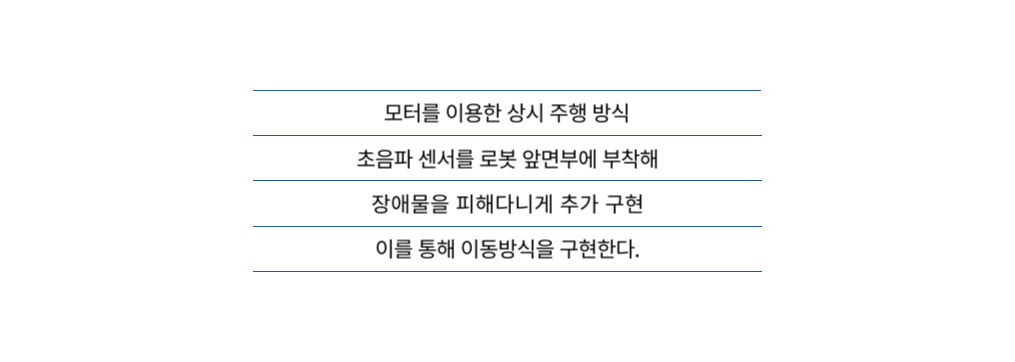 모터를 이용한 상시 주행 방식
초음파 센서를 로봇 앞면부에 부착해
장애물을 피해다니게 추가 구현
이를 통해 이동방식을 구현한다.